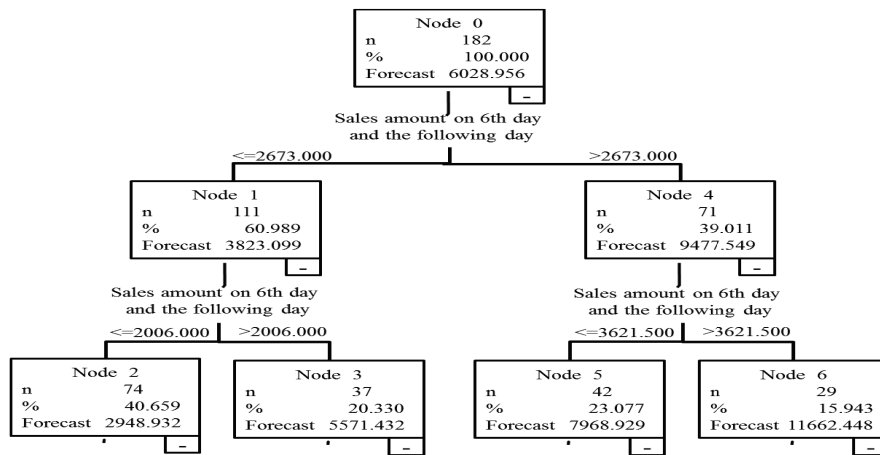 Node 0
n 182
% 100.000
Forecast 6028.956
-
Sales amount on 6th day
and the following day
<=2673.000
>2673.000
Node 1
n 111
% 60.989
Forecast 3823.099
-
Node 4
n 71
% 39.011
Forecast 9477.549
-
Sales amount on 6th day
and the following day
<=2006.000
>2006.000
Sales amount on 6th day
and the following day
<=3621.500
>3621.500
Node 2
n 74
% 40.659
Forecast 2948.932
-
Node 3
n 37
% 20.330
Forecast 5571.432
-
Node 5
n 42
% 23.077
Forecast 7968.929
-
Node 6
n 29
% 15.943
Forecast 11662.448
-